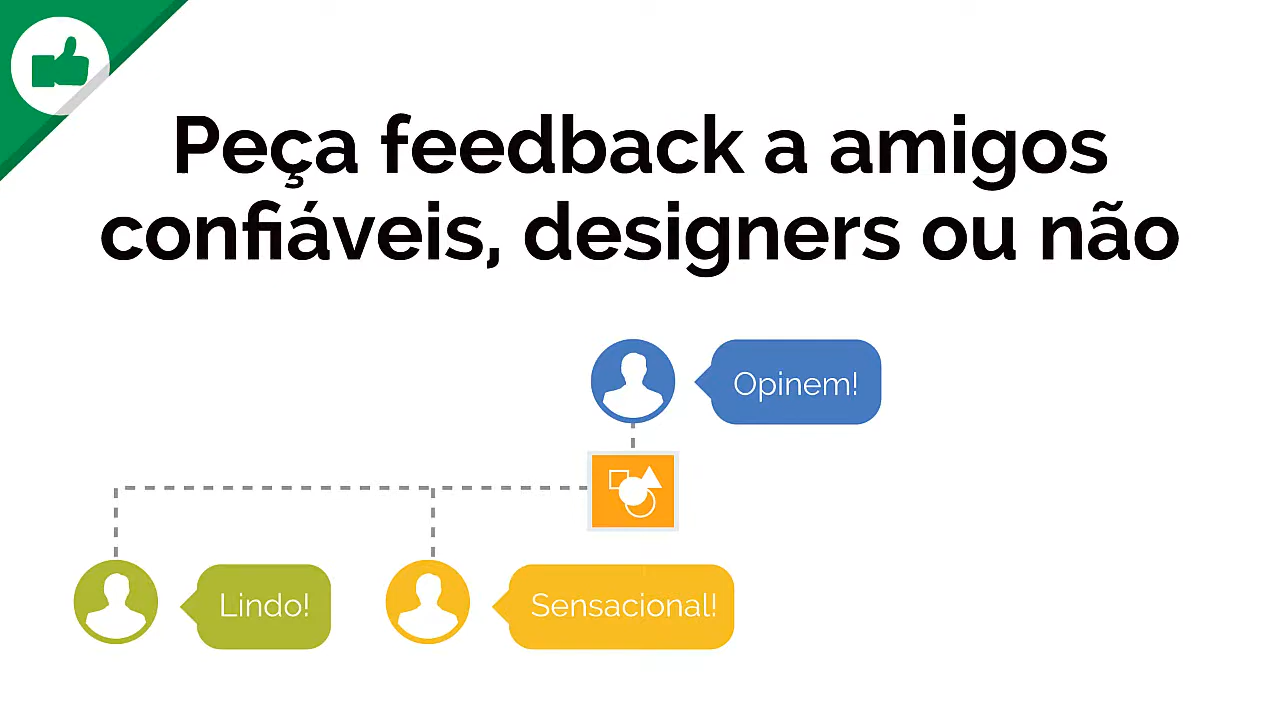 Peça feedback a amigos
confiáveis, designers ou não
Opinem!
Lindo!
Sensacional!